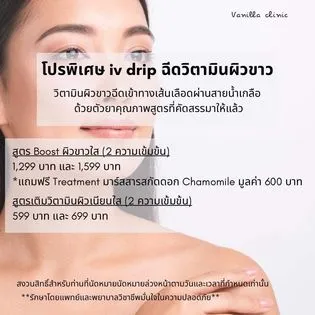 Vanilla clinic
โปรพิเศษ iv drip ฉีดวิตามินผิวขาว
วิตามินผิวขาวฉีดเข้าทางเส้นเลือดผ่านสายน้ำเกลือ
ด้วยตัวยาคุณภาพสูตรที่คัดสรรมาให้แล้ว
สูตร Boost ผิวขาวใส (2 ความเข้มข้น)
1,299 บาท และ 1,599 บาท
*แถมฟรี Treatment มาร์สสารสกัดดอก Chamomile มูลค่า 600 บาท
สูตรเติมวิตามินผิวเนียนใส (2 ความเข้มข้น)
599 บาท และ 699 บาท
สงวนสิทธิ์สำหรับท่านที่นัดหมายนัดหมายล่วงหน้าตามวันและเวลาที่กำหนดเท่านั้น
**รักษาโดยแพทย์และพยาบาลวิชาชีพมั่นใจในความปลอดภัย**